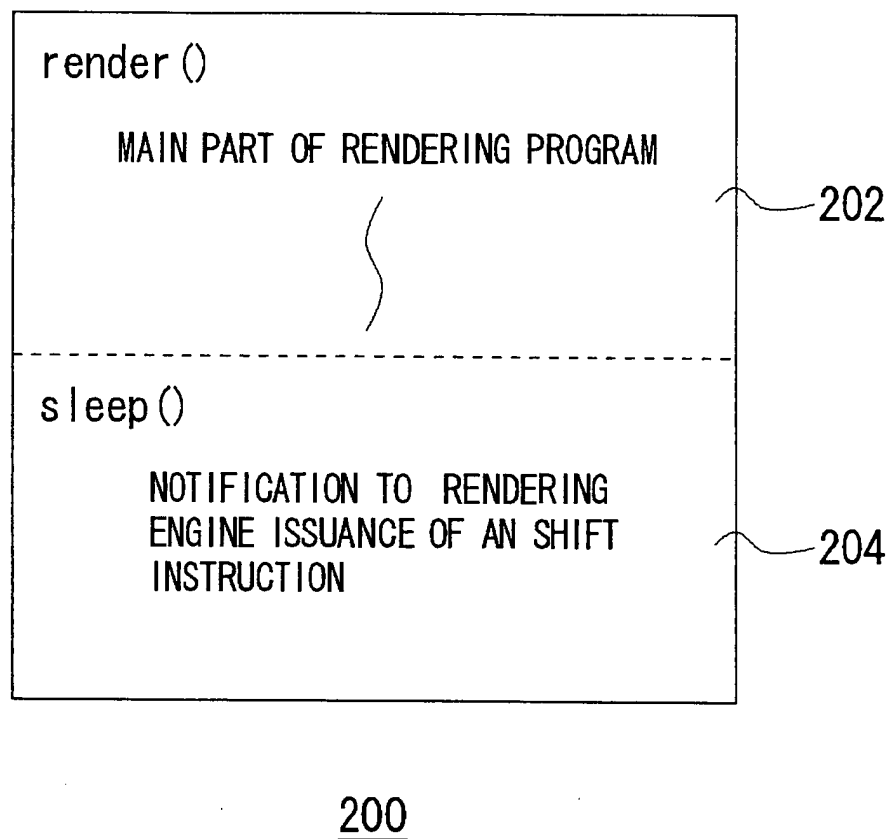 render()
MAIN PART OF RENDERING PROGRAM
202
sleep()
NOTIFICATION TO RENDERING
ENGINE ISSUANCE OF AN SHIFT
INSTRUCTION
204
200